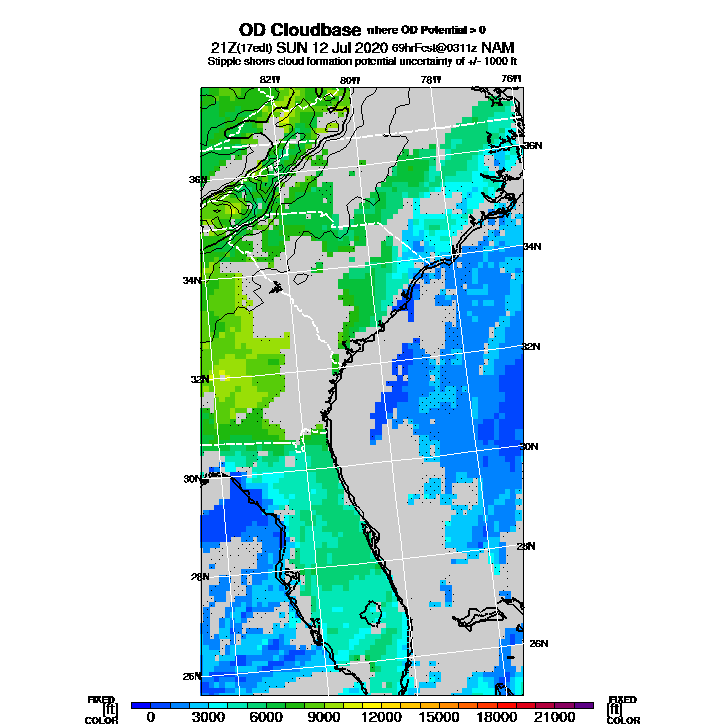 OD Cloudbase where OD Potential > 0
21Z(17edt) SUN 12 Jul 2020 69hrFcst@0311z NAM
Stipple shows cloud formation potential uncertainty of +/- 1000 ft
82W 80W 78W 76W
36N 36N
34N 34N
32N 32N
30N 30N
28N 28N
26N 26N
FIXED FIXED
[ft] [ft]
COLOR COLOR
0 3000 6000 9000 12000 15000 18000 21000